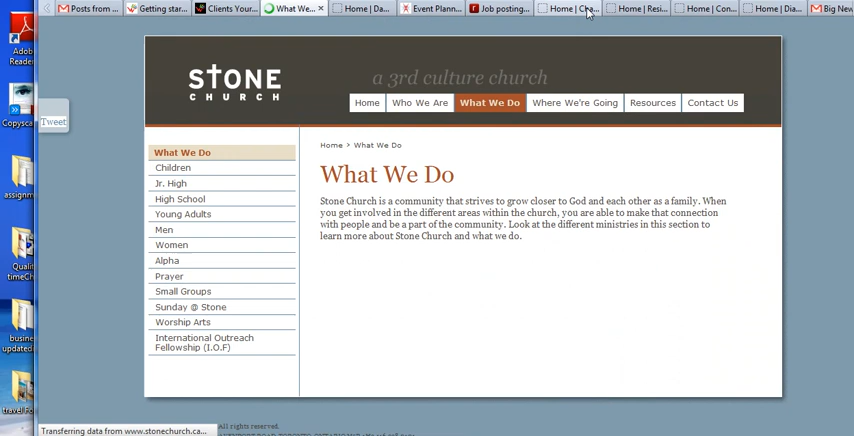 Posts from ...
Getting star...
Clients Your...
What We...
Home | Da...
Event Plann...
Job posting...
Home | Cha...
Home | Resi...
Home | Con...
Home | Dia...
Big New
Adob
Reader
Copysca
assignm
Qualit
timeCh
busine
updated
travel Fo
Tweet
STONE
CHURCH
a 3rd culture church
Home
Who We Are
What We Do
Where We're Going
Resources
Contact Us
What We Do
Children
Jr. High
High School
Young Adults
Men
Women
Alpha
Prayer
Small Groups
Sunday @ Stone
Worship Arts
International Outreach
Fellowship (I.O.F)
Home > What We Do
What We Do
Stone Church is a community that strives to grow closer to God and each other as a family. When
you get involved in the different areas within the church, you are able to make that connection
with people and be a part of the community. Look at the different ministries in this section to
learn more about Stone Church and what we do.
All rights reserved.
Transferring data from www.stonechurch.ca...